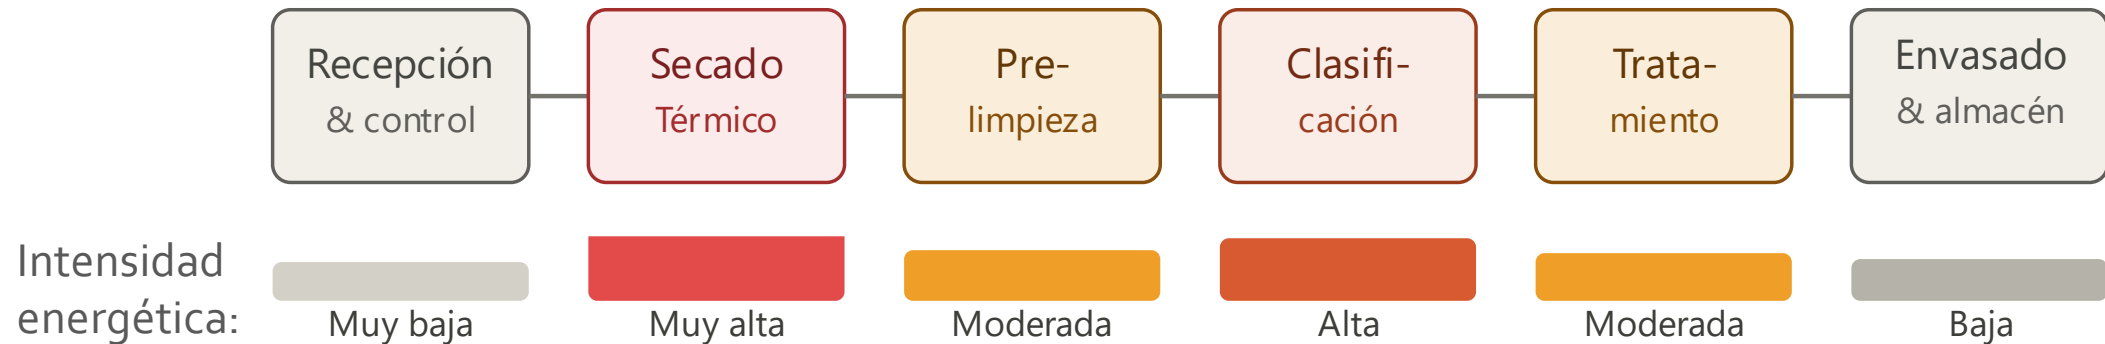 Recepción
& control
Secado
Térmico
Pre-
limpieza
Clasifi-
cación
Trata-
miento
Envasado
& almacén
Intensidad
energética:
Muy baja
Muy alta
Moderada
Alta
Moderada
Baja